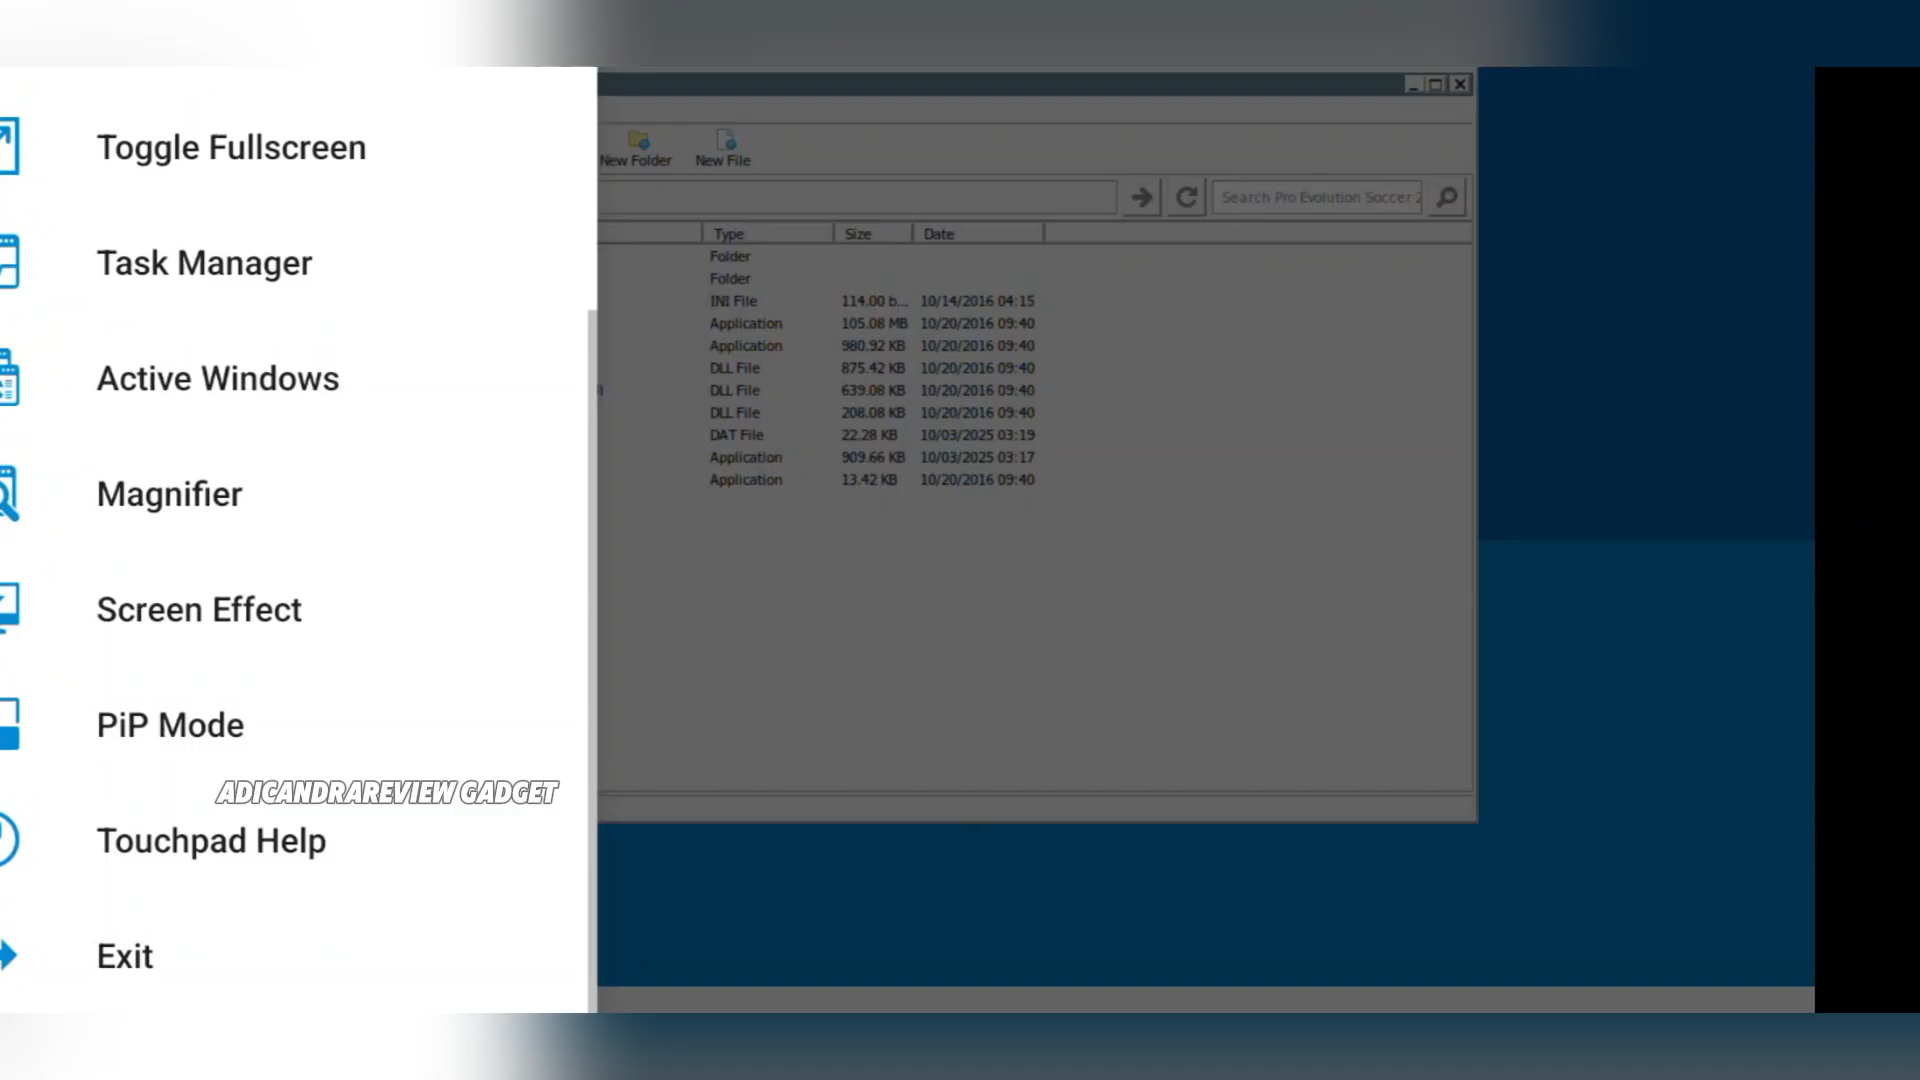 Toggle Fullscreen
Task Manager
Active Windows
Magnifier
Screen Effect
PiP Mode
ADICANDRAREVIEW GADGET
Touchpad Help
Exit
New Folder New File
Search Pro Evolution Soccer 2
Type Size Date
Folder
Folder
INI File 114.00 b... 10/14/2016 04:15
Application 105.08 MB 10/20/2016 09:40
Application 980.92 KB 10/20/2016 09:40
DLL File 875.42 KB 10/20/2016 09:40
DLL File 639.08 KB 10/20/2016 09:40
DLL File 208.08 KB 10/20/2016 09:40
DAT File 22.28 KB 10/03/2025 03:19
Application 909.66 KB 10/03/2025 03:17
Application 13.42 KB 10/20/2016 09:40